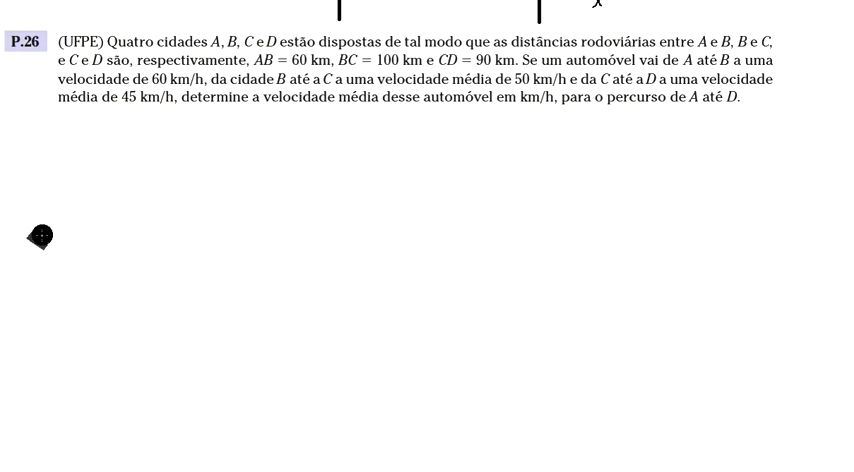 P.26 (UFPE) Quatro cidades A, B, C e D estão dispostas de tal modo que as distâncias rodoviárias entre A e B, B e C,
e C e D são, respectivamente, AB = 60 km, BC = 100 km e CD = 90 km. Se um automóvel vai de A até B a uma
velocidade de 60 km/h, da cidade B até a C a uma velocidade média de 50 km/h e da C até a D a uma velocidade
média de 45 km/h, determine a velocidade média desse automóvel em km/h, para o percurso de A até D.